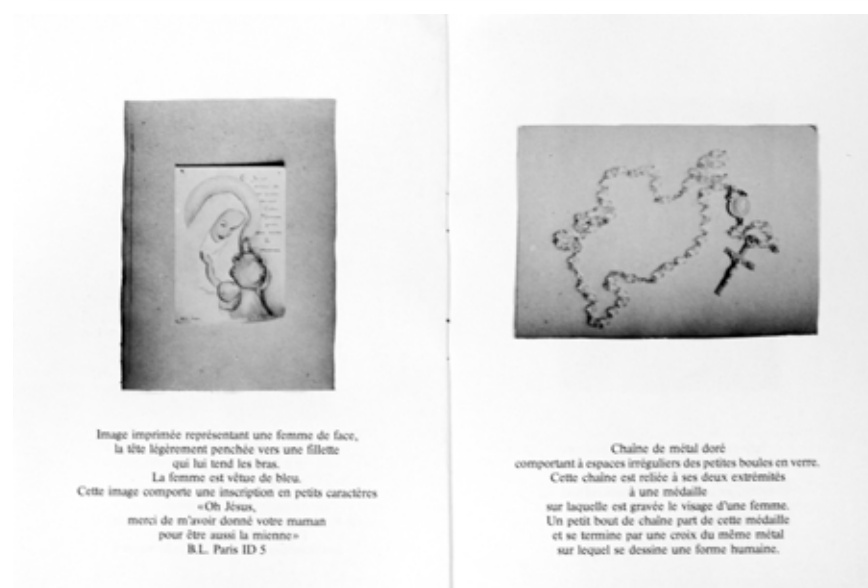 Image imprimée représentant une femme de face,
la tête légèrement penchée vers une fillette
qui lui tend les bras.
La femme est vêtue de bleu.
Cette image comporte une inscription en petits caractères
«Oh Jésus,
merci de m'avoir donné votre maman
pour être aussi la mienne»
B.L. Paris ID 5
Chaîne de métal doré
comportant à espaces irréguliers des petites boules en verre.
Cette chaîne est reliée à ses deux extrémités
à une médaille
sur laquelle est gravée le visage d'une femme.
Un petit bout de chaîne part de cette médaille
et se termine par une croix du même métal
sur lequel se dessine une forme humaine.